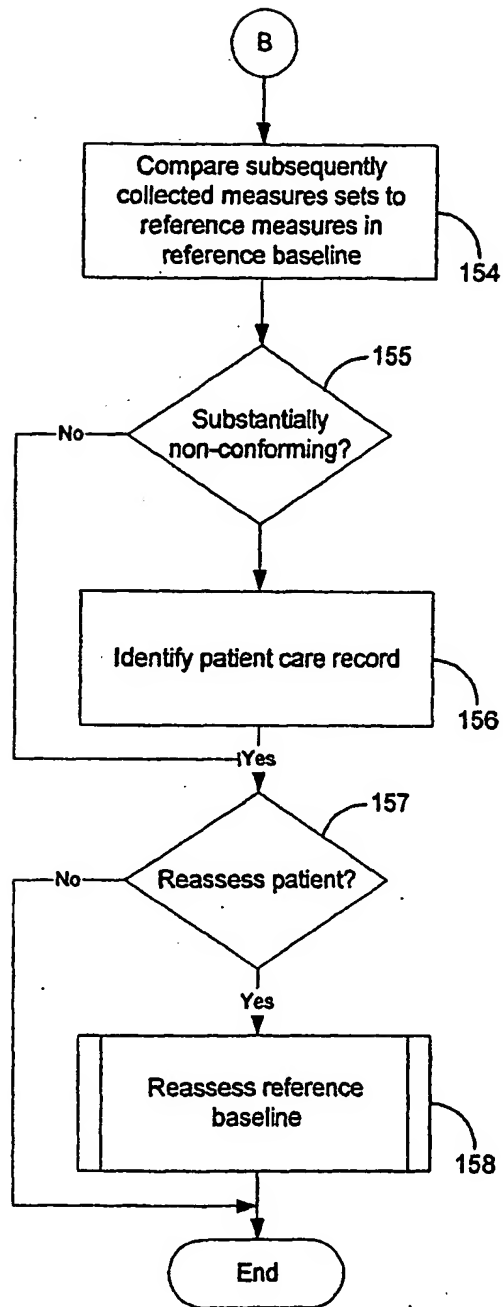 B
Compare subsequently
collected measures sets to
reference measures in
reference baseline
154
155
Substantially
non-conforming?
No
Identify patient care record
156
Yes
157
No
Reassess patient?
Yes
Reassess reference
baseline
158
End